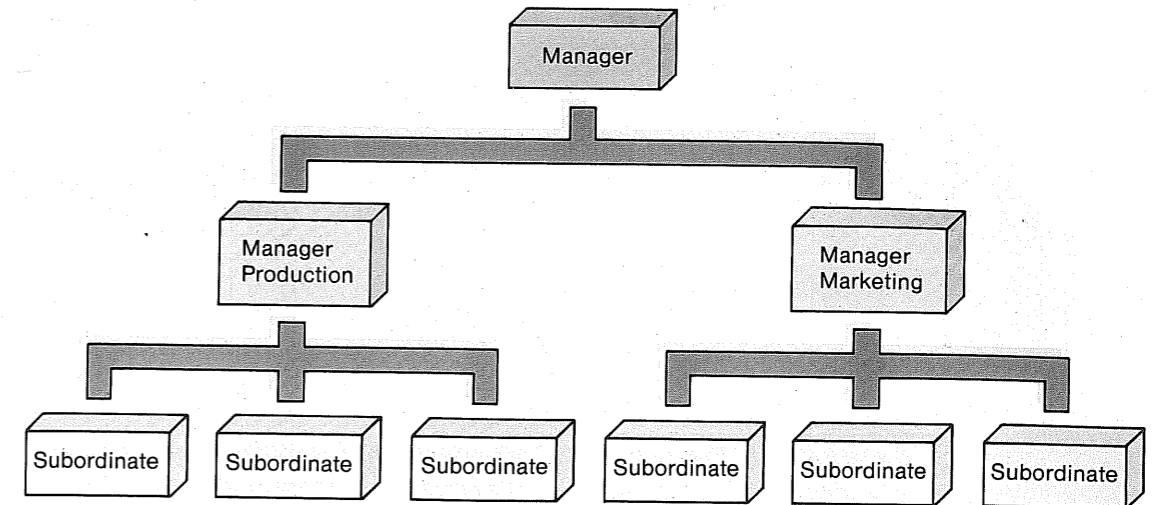 Manager
Manager
Production
Manager
Marketing
Subordinate
Subordinate
Subordinate
Subordinate
Subordinate
Subordinate